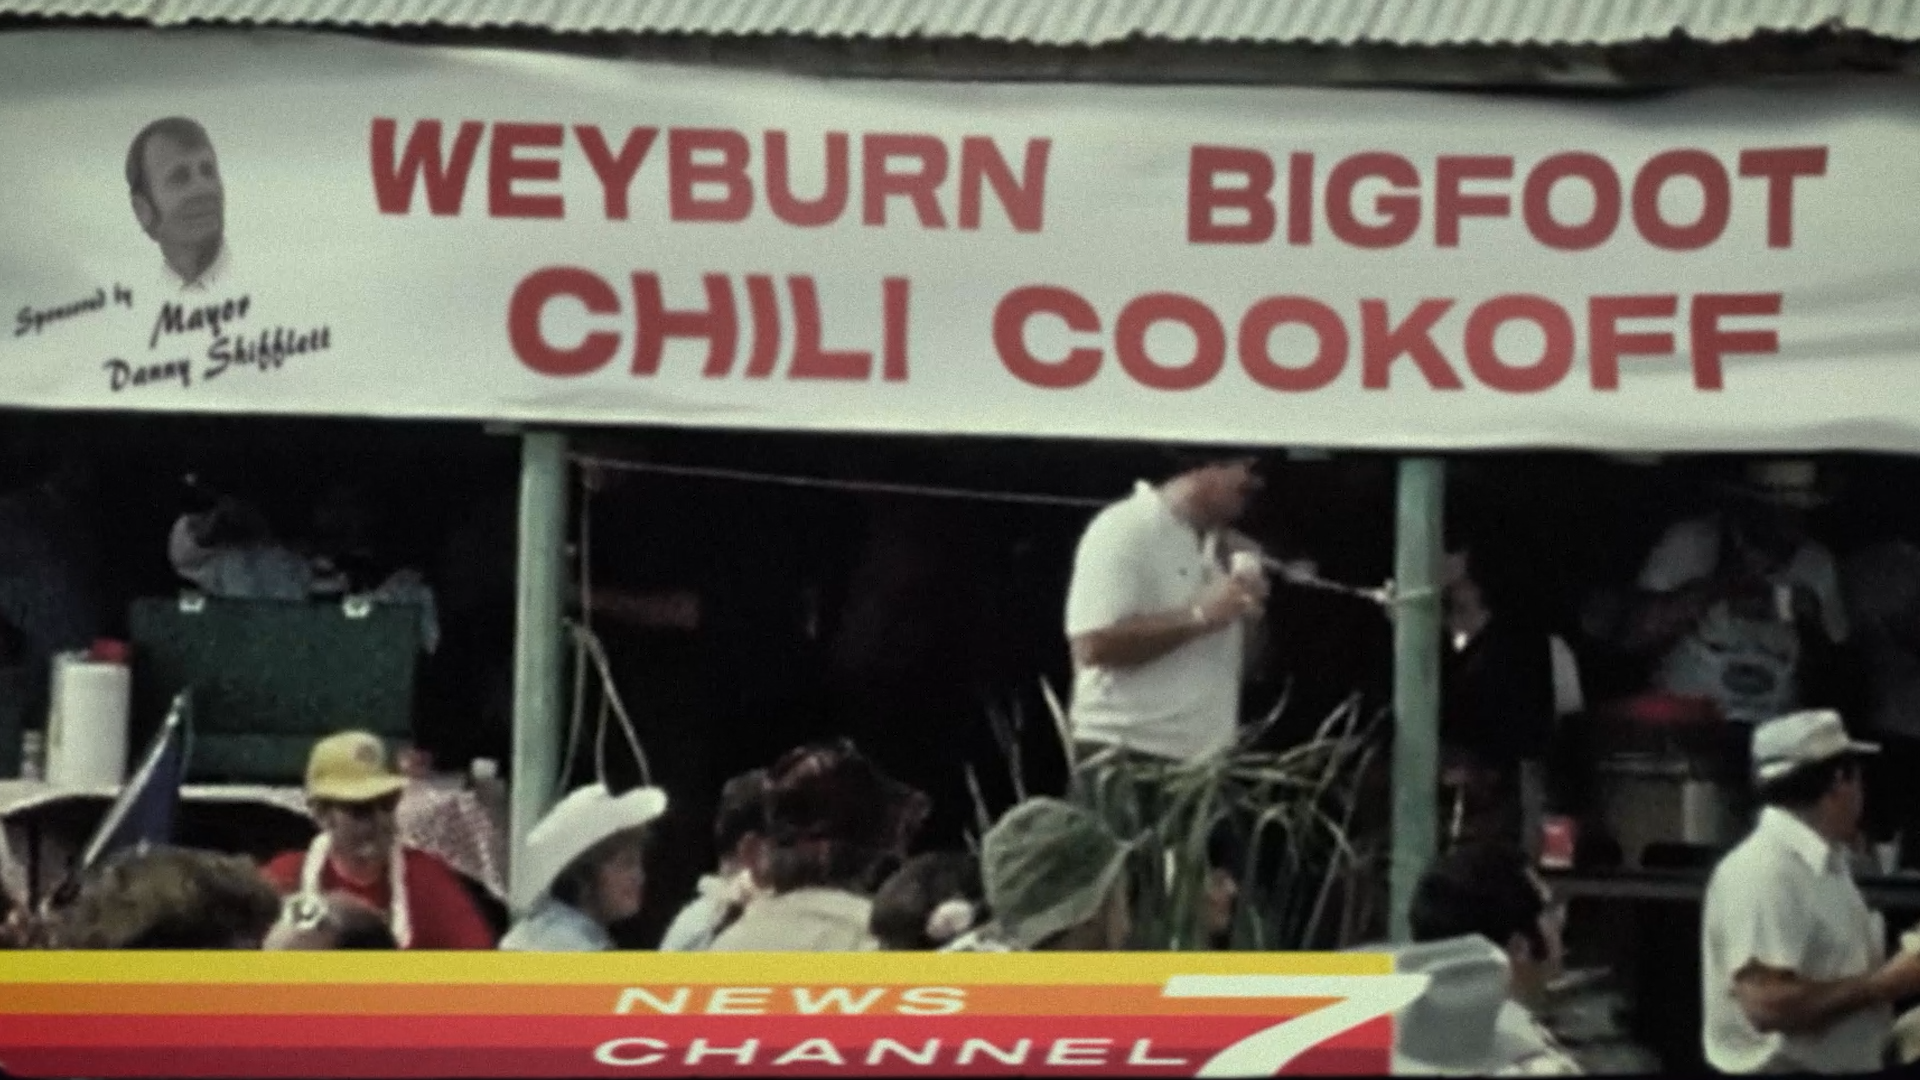 WEYBURN BIGFOOT
CHILI COOKOFF
Sponsored by
Mayor
Danny Shifflett
NEWS
CHANNEL 7